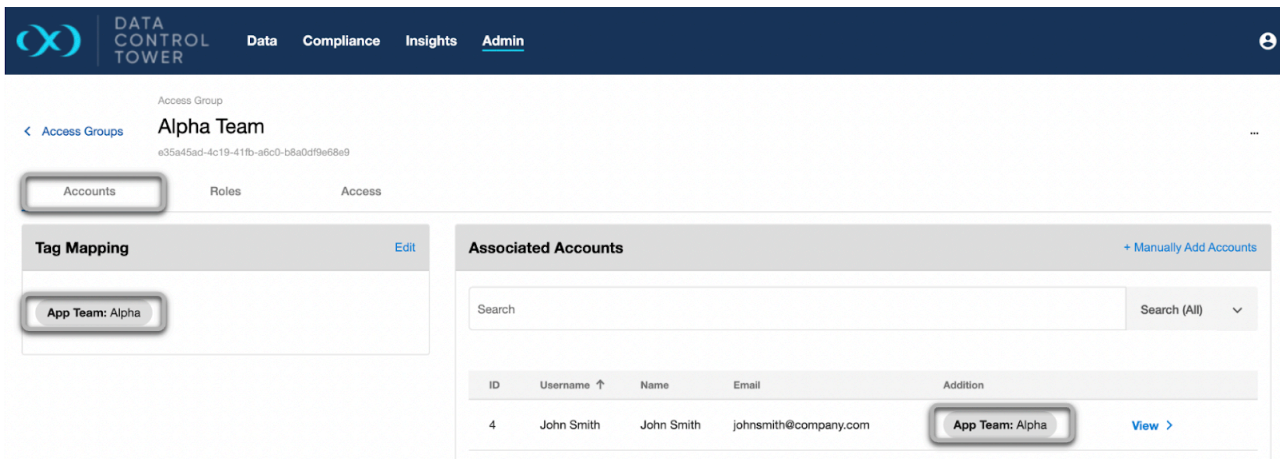 DATA
CONTROL
TOWER
Data Compliance Insights Admin
Access Group
Access Groups
Alpha Team
...
e35a45ad-4c19-41fb-a6c0-b8a0df9e68e9
Accounts Roles Access
Tag Mapping Edit
App Team: Alpha
Associated Accounts + Manually Add Accounts
Search Search (All)
ID Username ↑ Name Email Addition
4 John Smith John Smith johnsmith@company.com App Team: Alpha View >